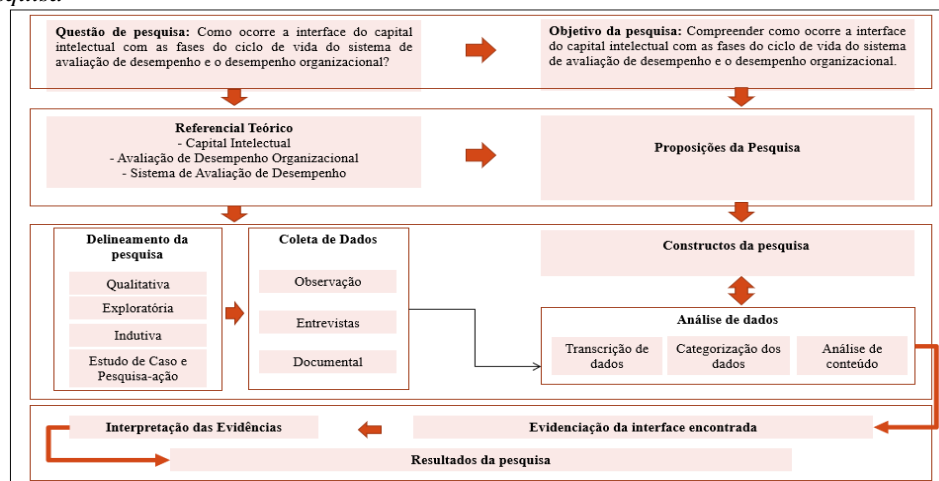 Questão de pesquisa: Como ocorre a interface do capital
intelectual com as fases do ciclo de vida do sistema de
avaliação de desempenho e o desempenho organizacional?
Objetivo da pesquisa: Compreender como ocorre a interface
do capital intelectual com as fases do ciclo de vida do sistema
de avaliação de desempenho e o desempenho organizacional.
Referencial Teórico
- Capital Intelectual
- Avaliação de Desempenho Organizacional
- Sistema de Avaliação de Desempenho
Proposições da Pesquisa
Delineamento da
pesquisa
Qualitativa
Exploratória
Indutiva
Estudo de Caso e
Pesquisa-ação
Coleta de Dados
Observação
Entrevistas
Documental
Constructos da pesquisa
Análise de dados
Transcrição de
dados
Categorização dos
dados
Análise de
conteúdo
Interpretação das Evidências
Evidenciação da interface encontrada
Resultados da pesquisa